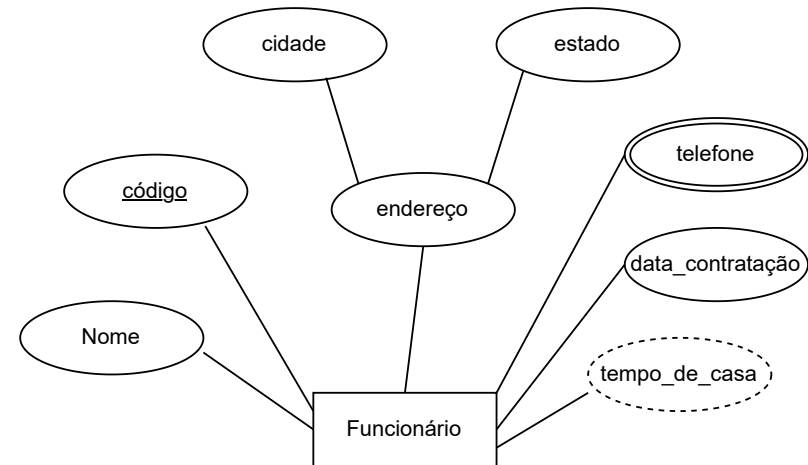 cidade
estado
telefone
código
endereço
data_contratação
Nome
tempo_de_casa
Funcionário